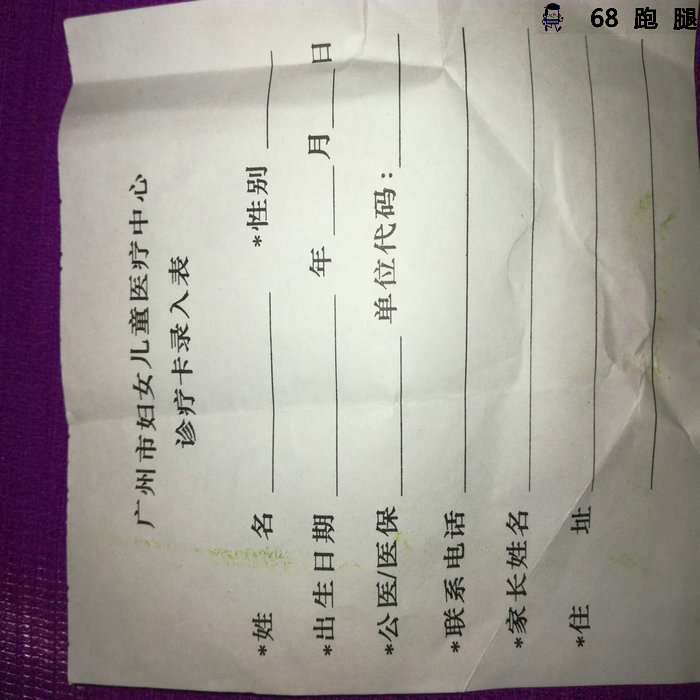 68 跑 腿
广州市妇女儿童医疗中心
诊疗卡录入表
*姓 名 *性别
*出生日期 年 月 日
*公医/医保 单位代码:
*联系电话
*家长姓名
*住 址